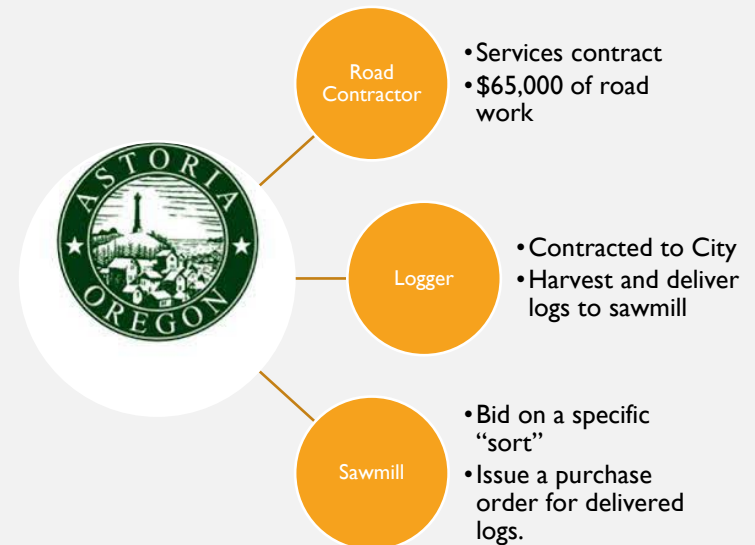 ASTORIA
OREGON
Road
Contractor
• Services contract
• $65,000 of road
work
Logger
• Contracted to City
• Harvest and deliver
logs to sawmill
Sawmill
• Bid on a specific
“sort”
• Issue a purchase
order for delivered
logs.